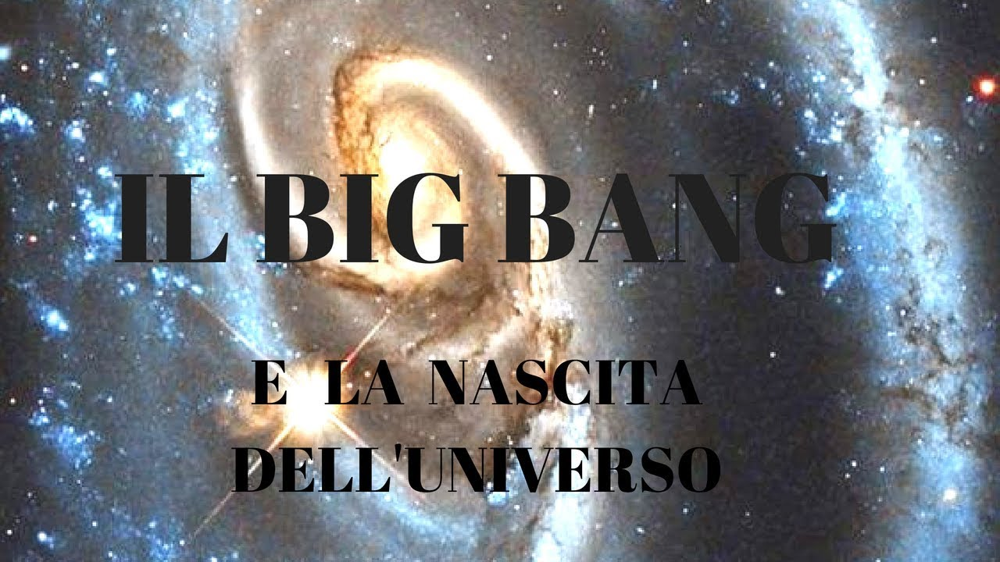 IL BIG BANG
E LA NASCITA
DELL'UNIVERSO